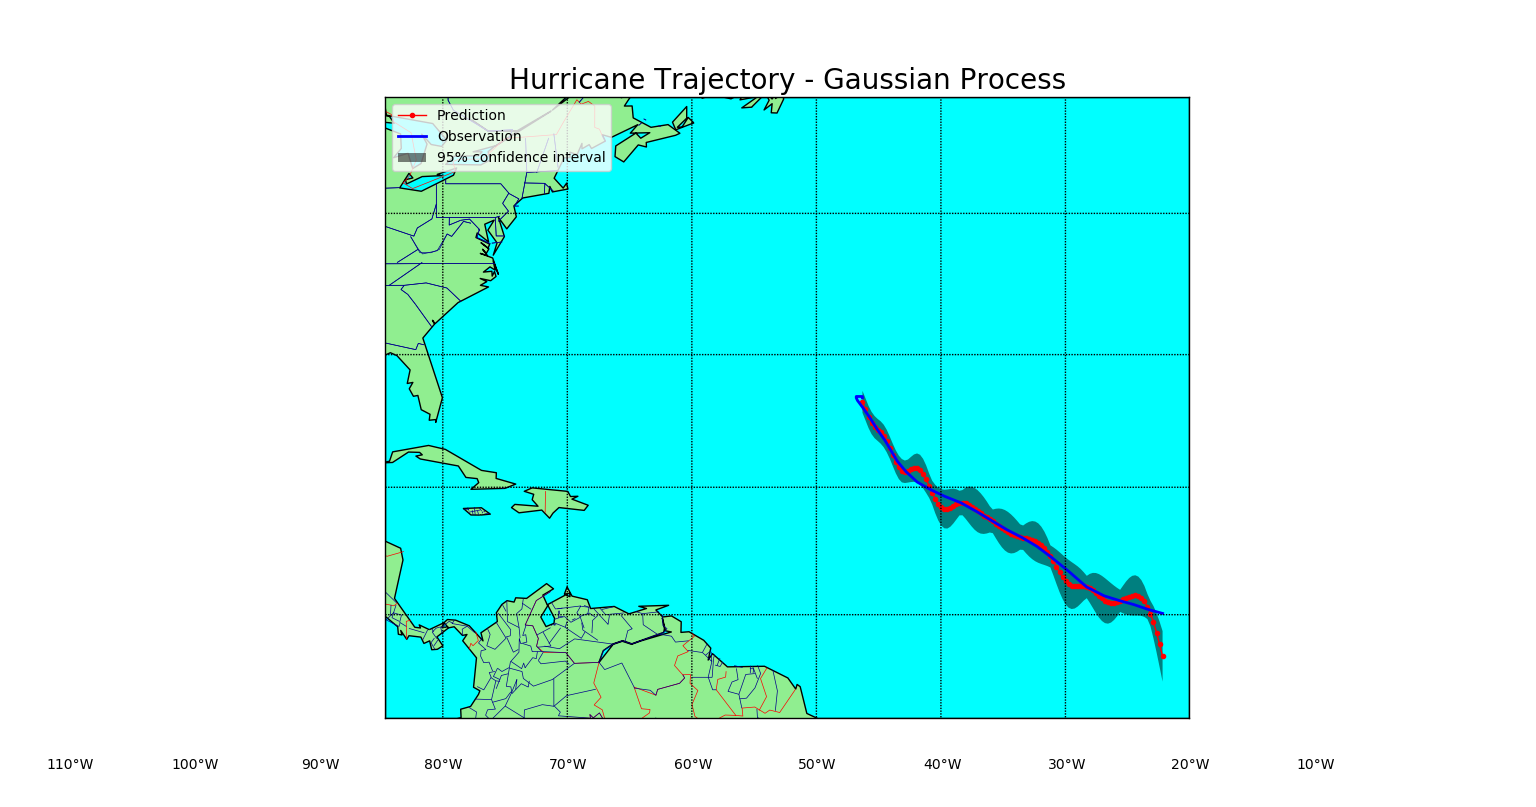 Hurricane Trajectory - Gaussian Process
Prediction
Observation
95% confidence interval
110°W 100°W 90°W 80°W 70°W 60°W 50°W 40°W 30°W 20°W 10°W